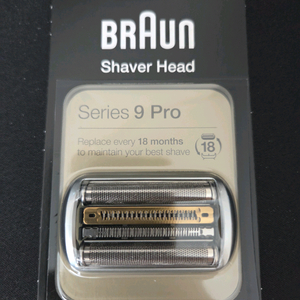 BRAUN
Shaver Head
Series 9 Pro
Replace every 18 months
to maintain your best shave
18